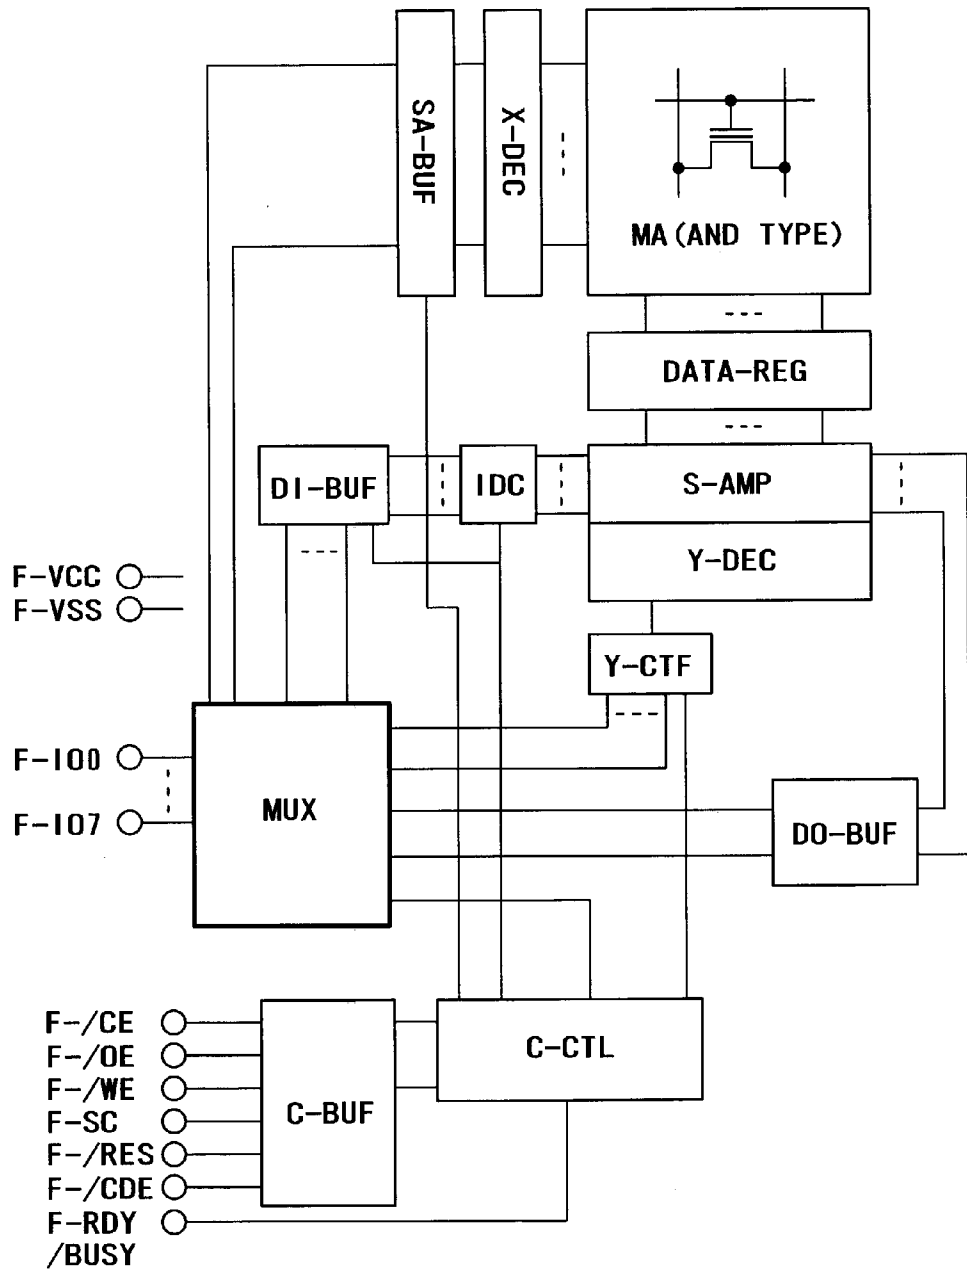 SA-BUF
X-DEC
MA(AND TYPE)
DATA-REG
DI-BUF
IDC
S-AMP
Y-DEC
F-VCC
F-VSS
Y-CTF
F-IO0
MUX
F-IO7
DO-BUF
F-/CE
F-/OE
C-CTL
F-/WE
C-BUF
F-SC
F-/RES
F-/CDE
F-RDY
/BUSY